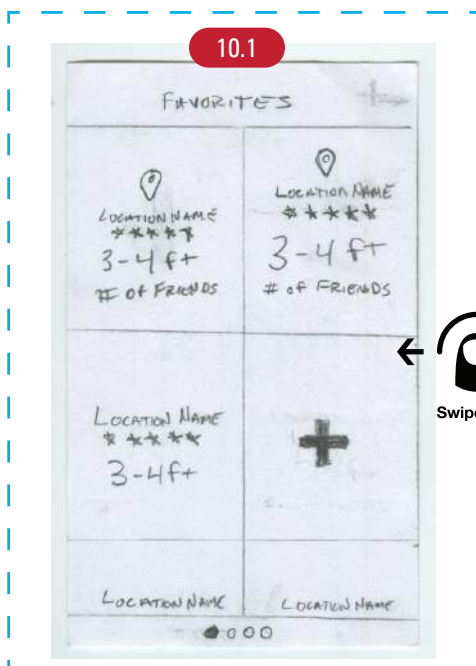 10.1
FAVORITES
LOCATION NAME
3-4 ft
# OF FRIENDS
LOCATION NAME
3-4 FT
# OF FRIENDS
LOCATION NAME
3-4ft
LOCATION NAME
LOCATION NAME
Swipe